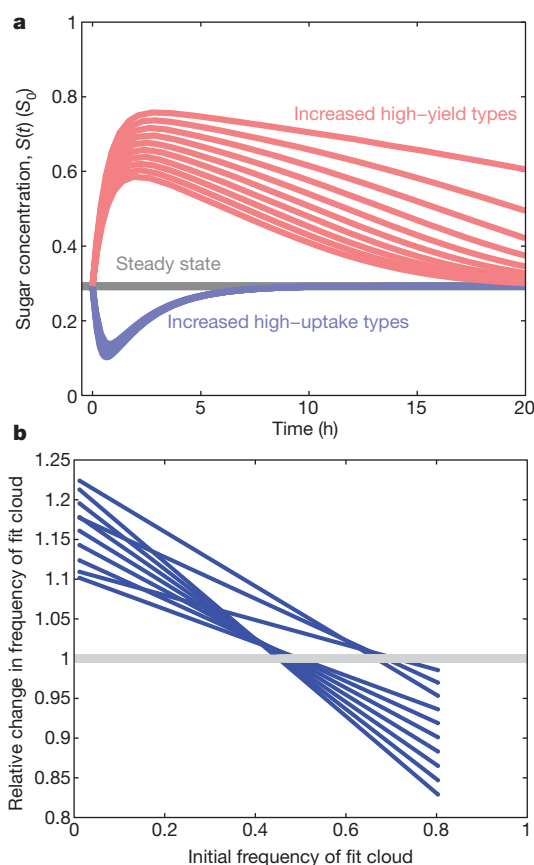 a
1
0.8
0.6
0.4
0.2
0
Sugar concentration, S(t) (S0)
Increased high–yield types
Steady state
Increased high–uptake types
0 5 10 15 20
Time (h)
b
1.25
1.2
1.15
1.1
1.05
1
0.95
0.9
0.85
0.8
Relative change in frequency of fit cloud
0 0.2 0.4 0.6 0.8 1
Initial frequency of fit cloud